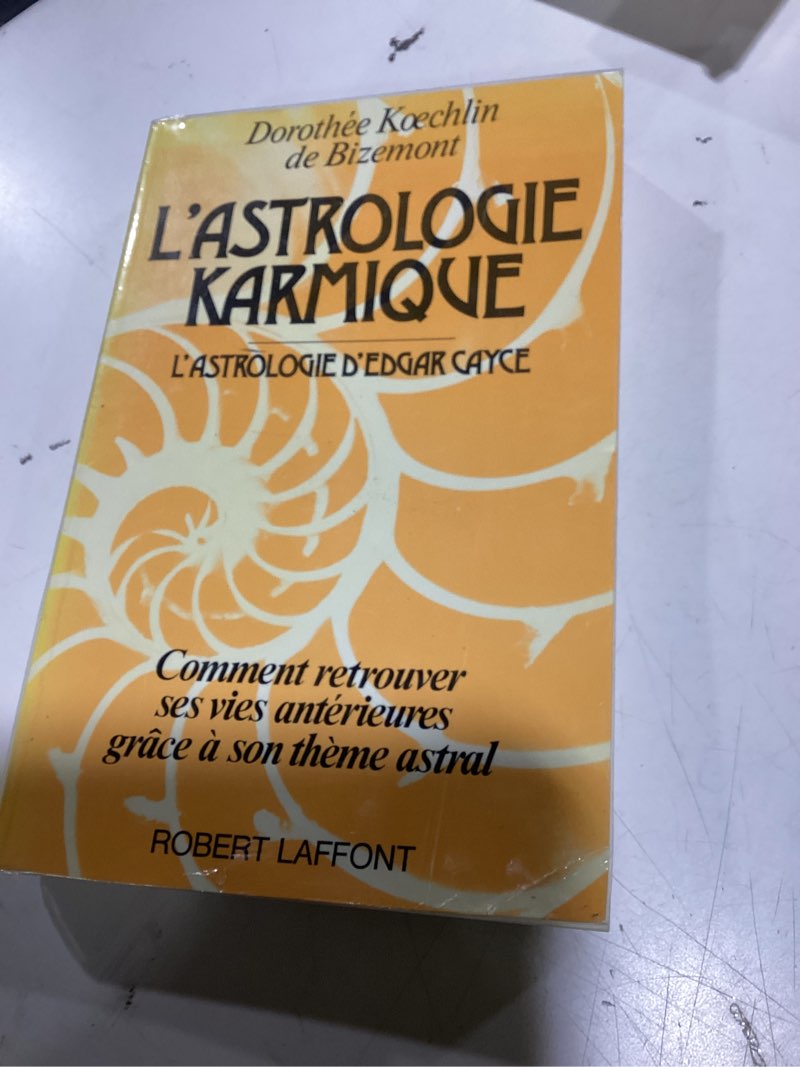 Dorothée Kœchlin
de Bizemont
L'ASTROLOGIE
KARMIQUE
L'ASTROLOGIE D'EDGAR CAYCE
Comment retrouver
ses vies antérieures
grâce à son thème astral
ROBERT LAFFONT